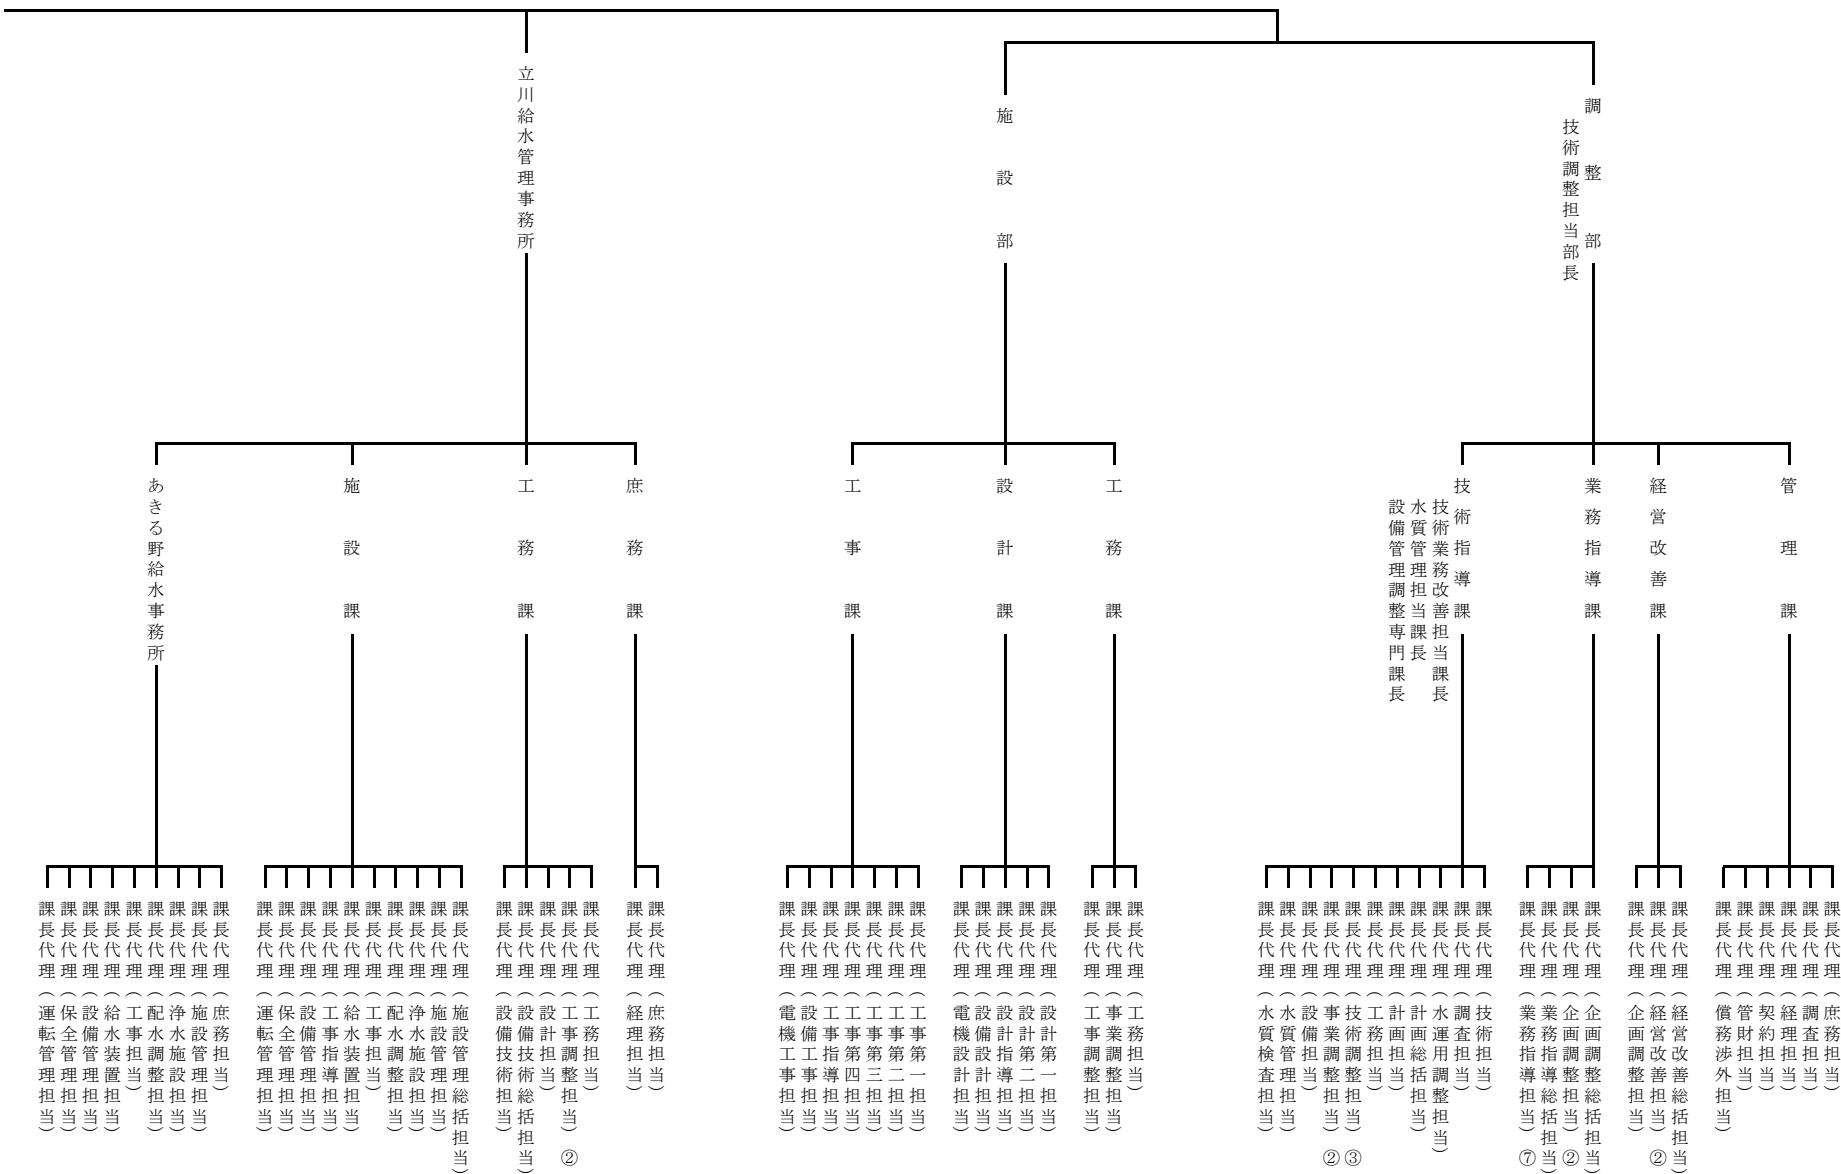 調整部
技術調整担当部長
管理課
課長代理（庶務担当）
課長代理（調査担当）
課長代理（経理担当）
課長代理（契約担当）
課長代理（管財担当）
課長代理（償務渉外担当）
経営改善課
課長代理（経営改善総括担当）
課長代理（経営改善担当）②
課長代理（企画調整担当）
業務指導課
課長代理（企画調整総括担当）
課長代理（企画調整担当）②
課長代理（業務指導総括担当）
課長代理（業務指導担当）⑦
技術指導課
技術業務改善担当課長
水質管理担当課長
設備管理調整専門課長
課長代理（技術担当）
課長代理（調査担当）
課長代理（水運用調整担当）
課長代理（計画総括担当）
課長代理（計画担当）
課長代理（工務担当）
課長代理（技術調整担当）③
課長代理（事業調整担当）②
課長代理（設備担当）
課長代理（水質管理担当）
課長代理（水質検査担当）
施設部
工務課
課長代理（工務担当）
課長代理（事業調整担当）
課長代理（工事調整担当）
設計課
課長代理（設計第一担当）
課長代理（設計第二担当）
課長代理（設計指導担当）
課長代理（設備設計担当）
課長代理（電機設計担当）
工事課
課長代理（工事第一担当）
課長代理（工事第二担当）
課長代理（工事第三担当）
課長代理（工事第四担当）
課長代理（工事指導担当）
課長代理（設備工事担当）
課長代理（電機工事担当）
立川給水管理事務所
庶務課
課長代理（庶務担当）
課長代理（経理担当）
工務課
課長代理（工務担当）
課長代理（工事調整担当）②
課長代理（設計担当）
課長代理（設備技術総括担当）
課長代理（設備技術担当）
施設課
課長代理（施設管理総括担当）
課長代理（施設管理担当）
課長代理（浄水施設担当）
課長代理（配水調整担当）
課長代理（工事担当）
課長代理（給水装置担当）
課長代理（工事指導担当）
課長代理（設備管理担当）
課長代理（保全管理担当）
課長代理（運転管理担当）
あきる野給水事務所
課長代理（庶務担当）
課長代理（施設管理担当）
課長代理（浄水施設担当）
課長代理（配水調整担当）
課長代理（工事担当）
課長代理（給水装置担当）
課長代理（設備管理担当）
課長代理（保全管理担当）
課長代理（運転管理担当）